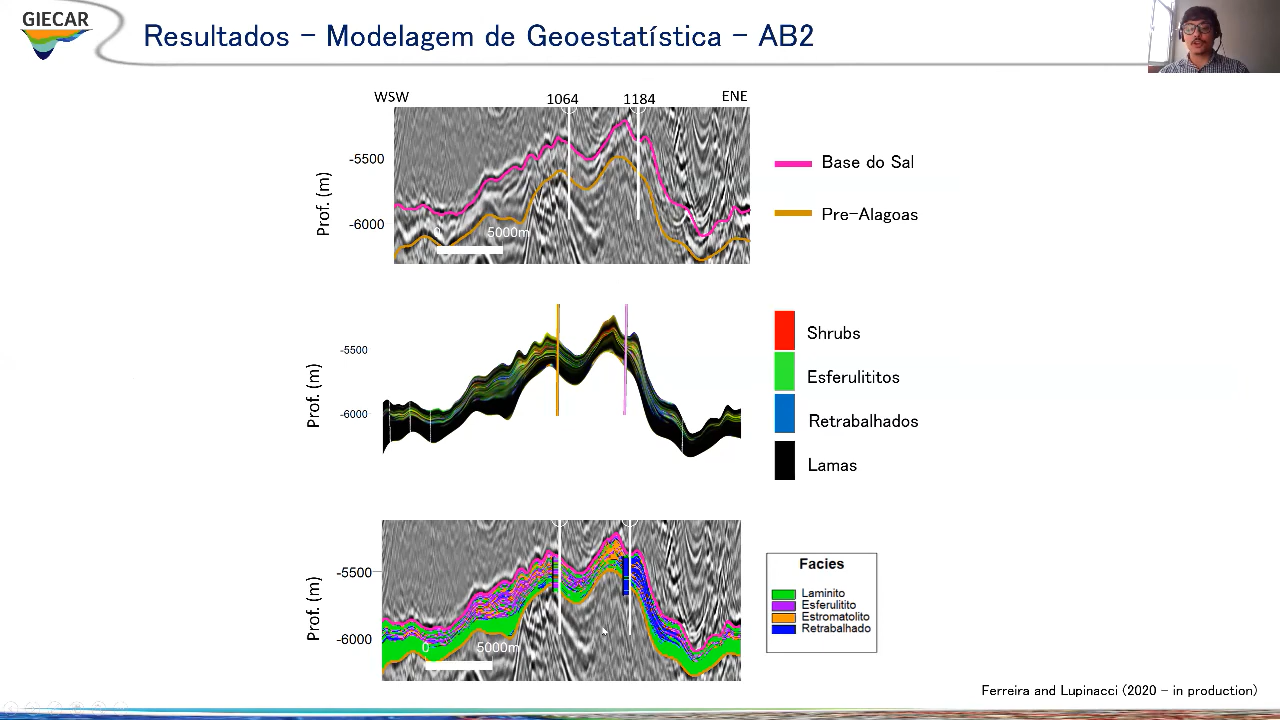 GIECAR
Resultados - Modelagem de Geoestatística - AB2
WSW
1064
1184
ENE
Prof. (m)
-5500
-6000
0
5000m
Base do Sal
Pre-Alagoas
Prof. (m)
-5500
-6000
Shrubs
Esferulititos
Retrabalhados
Lamas
Prof. (m)
-5500
-6000
0
5000m
Facies
Laminito
Esferulitito
Estromatolito
Retrabalhado
Ferreira and Lupinacci (2020 - in production)